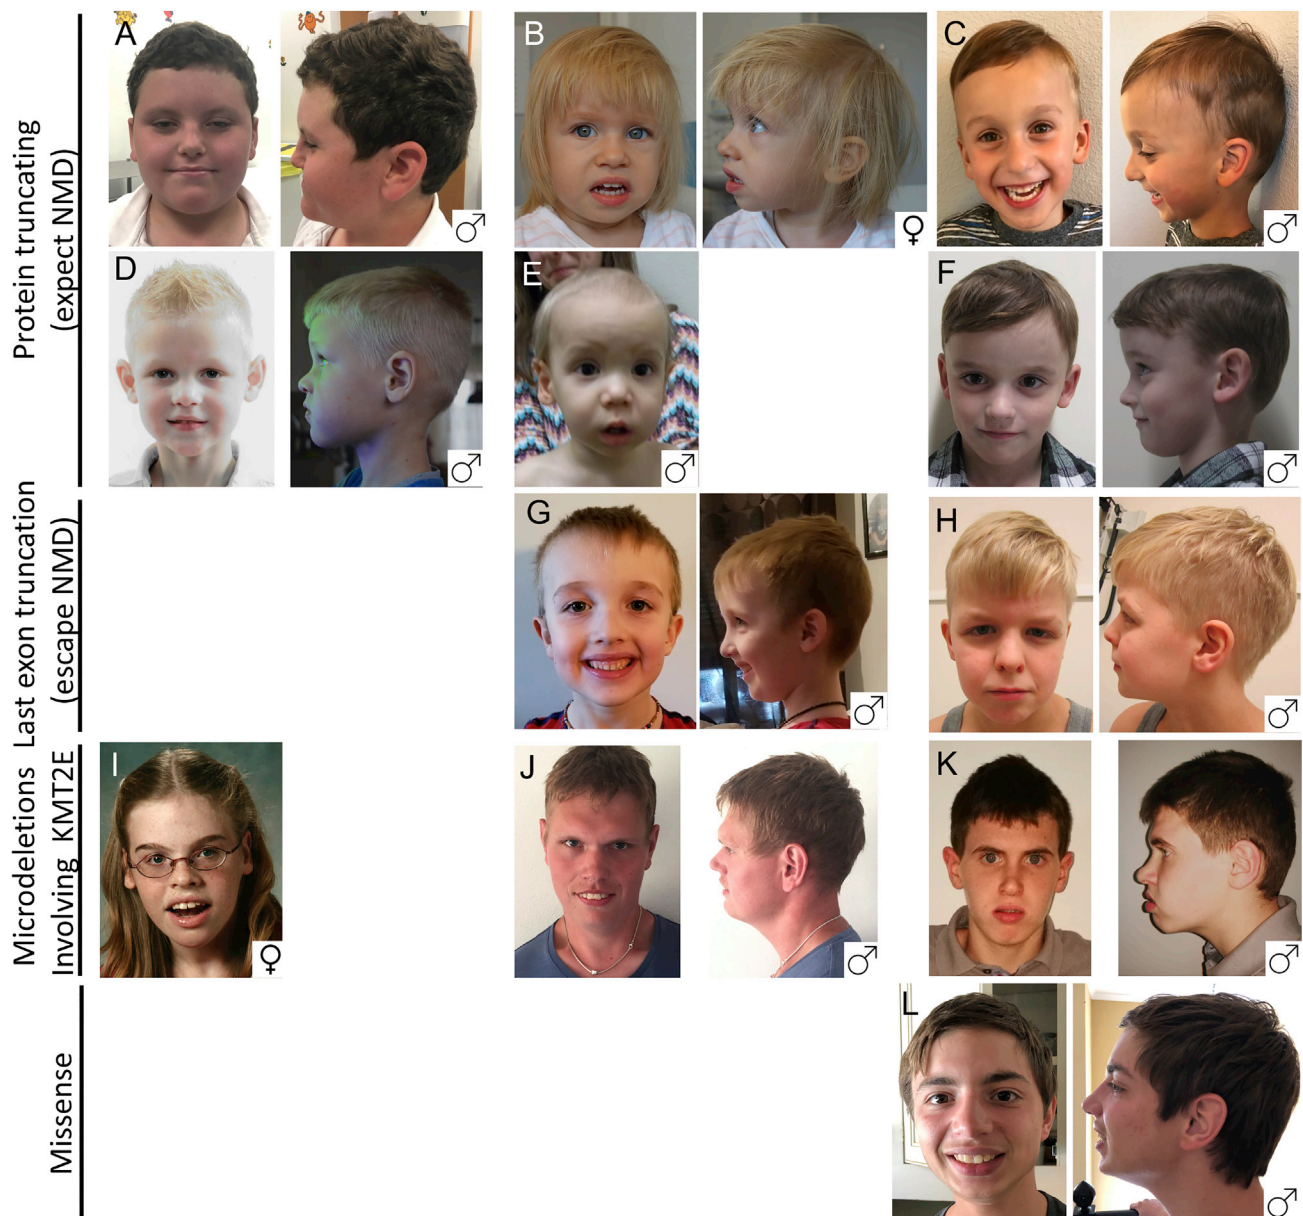 Protein truncating
(expect NMD)
A
B
C
♂
♀
♂
D
E
F
♂
♂
♂
Last exon truncation
(escape NMD)
G
H
♂
♂
Microdeletions
Involving KMT2E
I
J
K
♀
♂
♂
Missense
L
♂